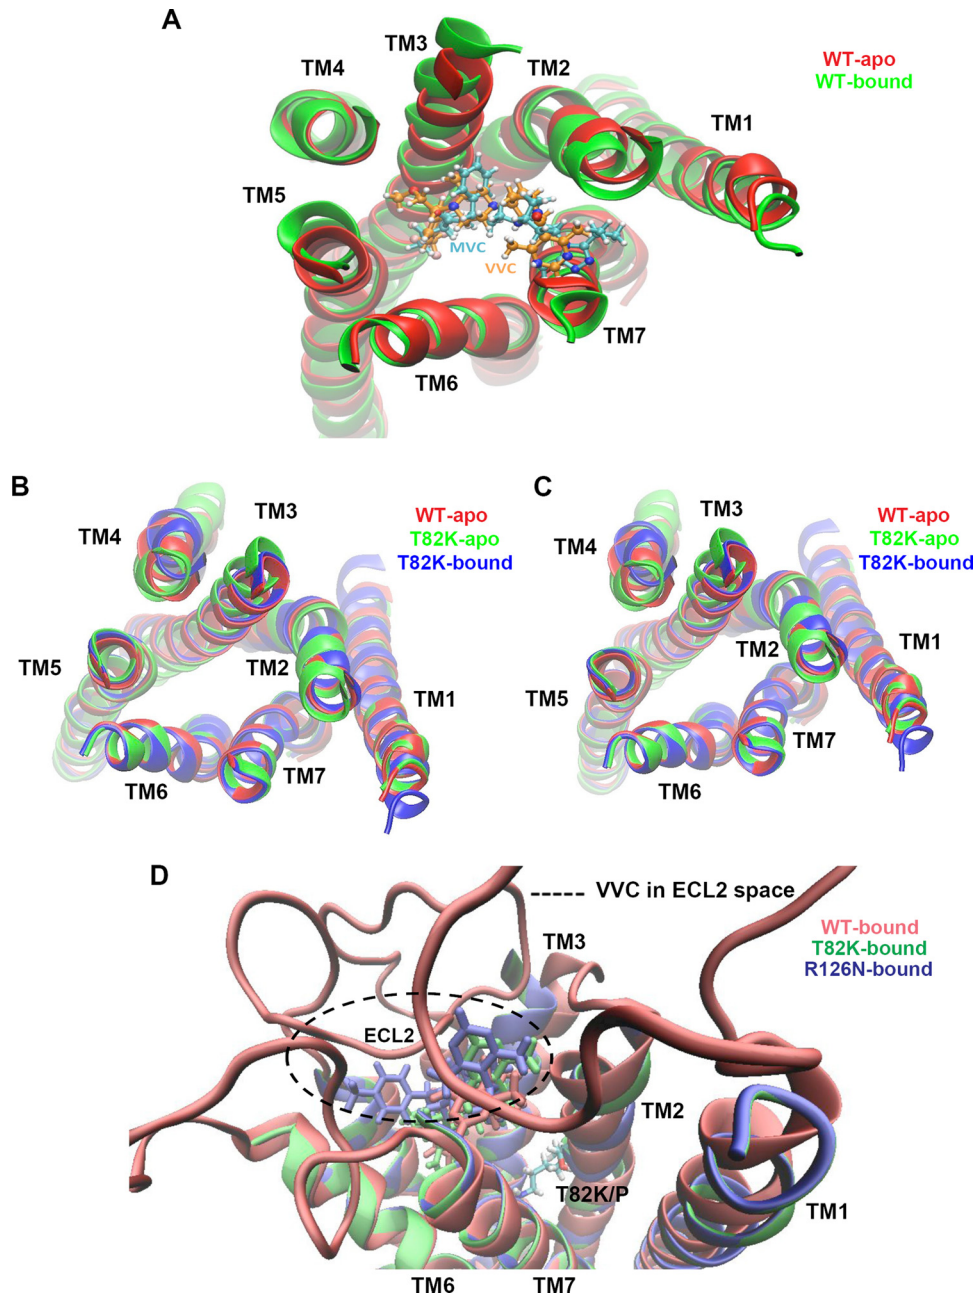 A
TM3
TM4
TM2
WT-apo
WT-bound
TM1
TM5
MVC
VVC
TM7
TM6
B
TM3
TM4
WT-apo
T82K-apo
T82K-bound
TM5
TM2
TM1
TM7
TM6
C
TM3
TM4
WT-apo
T82K-apo
T82K-bound
TM2
TM1
TM5
TM7
TM6
D
VVC in ECL2 space
TM3
WT-bound
T82K-bound
R126N-bound
ECL2
TM2
T82K/P
TM1
TM6
TM7